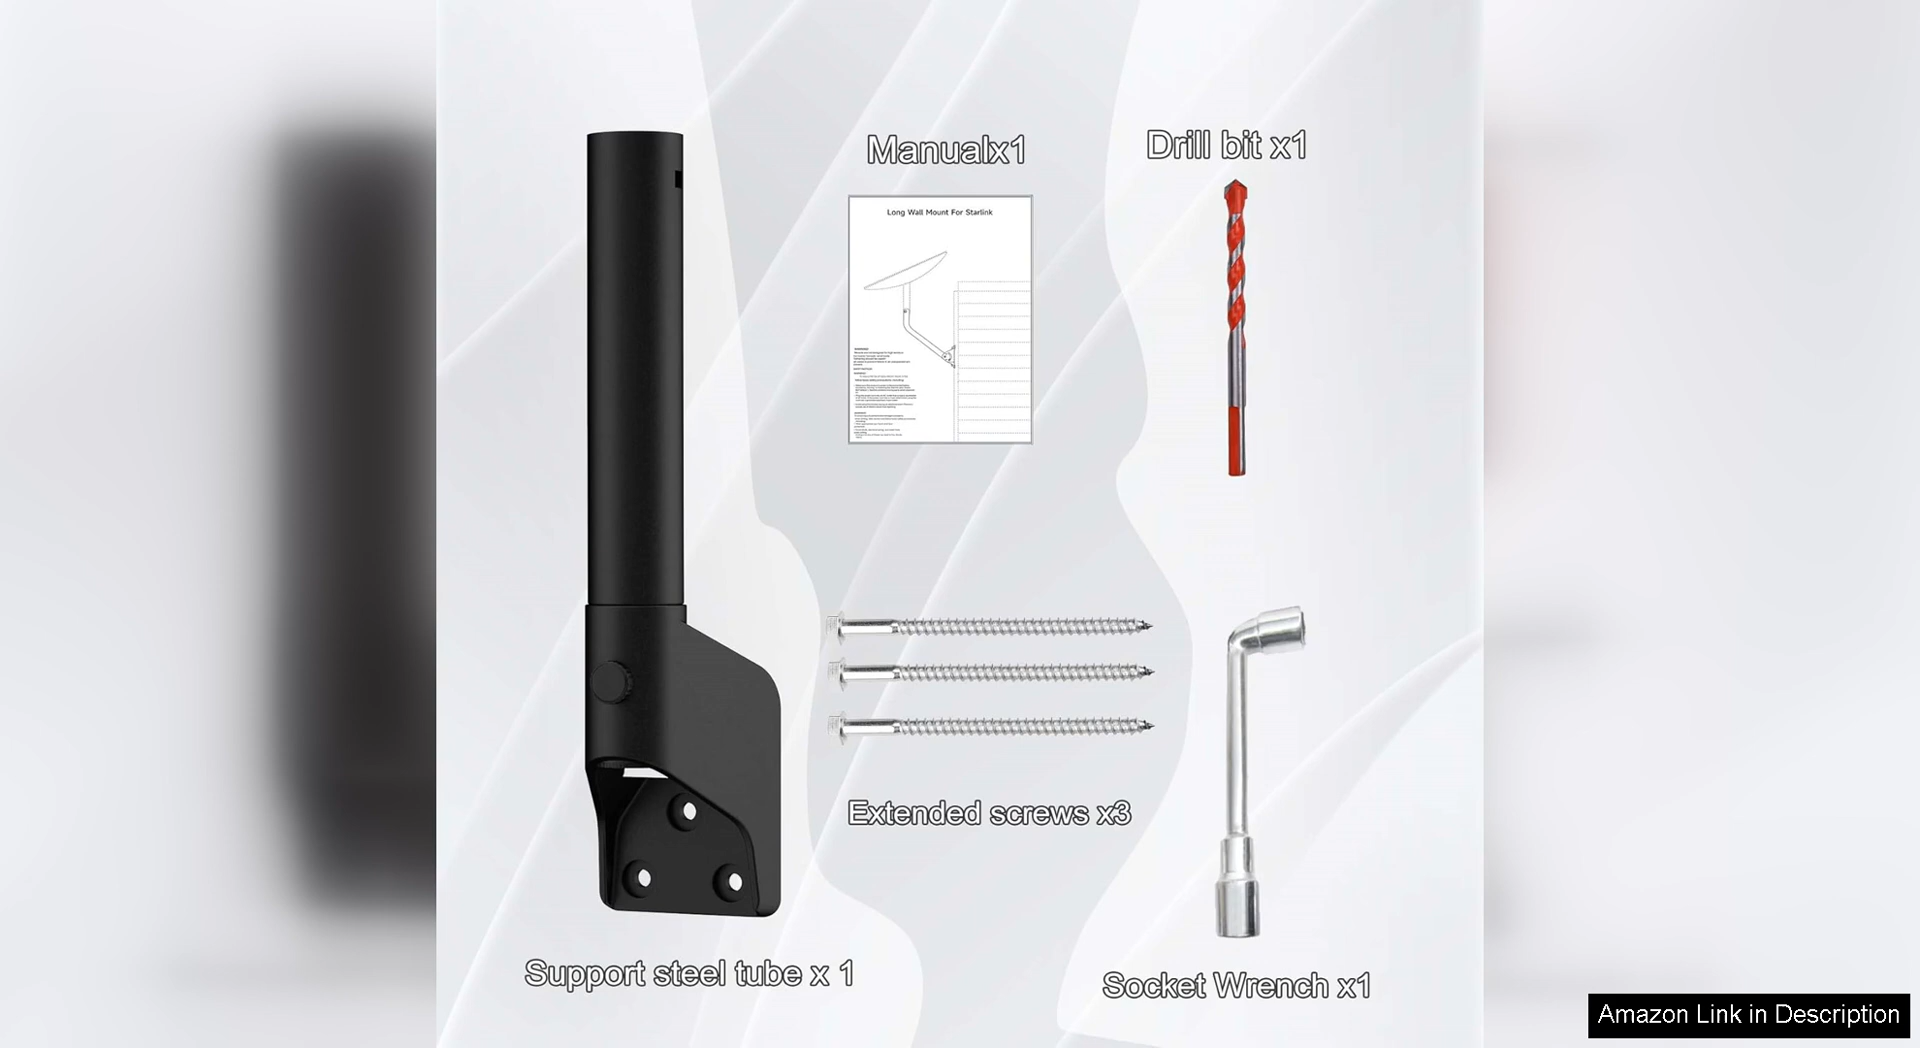 Manualx1
Drill bit x1
Long Wall Mount For Starlink
Extended screws x3
Support steel tube x 1
Socket Wrench x1
Amazon Link in Description